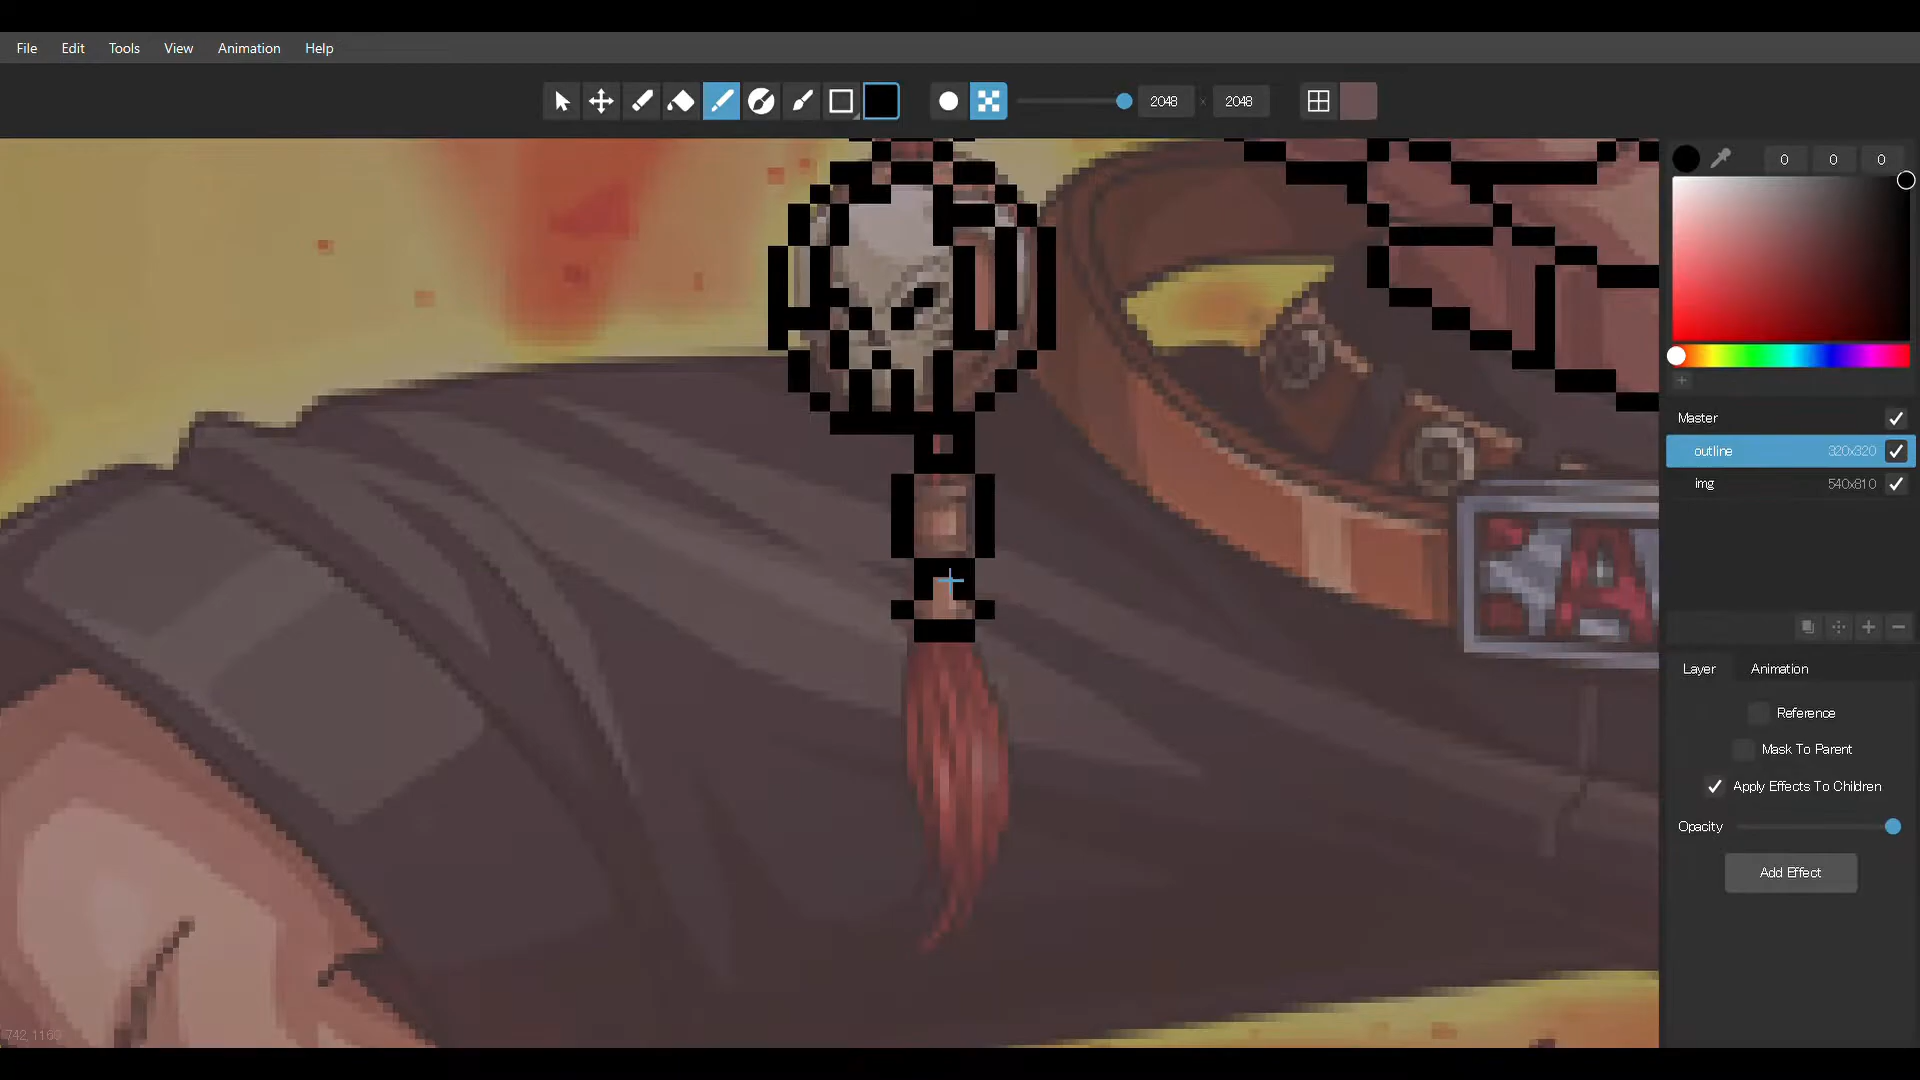 File Edit Tools View Animation Help
2048 × 2048
0 0 0
Master
outline 320x320
img 540x810
A
Layer Animation
Reference
Mask To Parent
Apply Effects To Children
Opacity
Add Effect